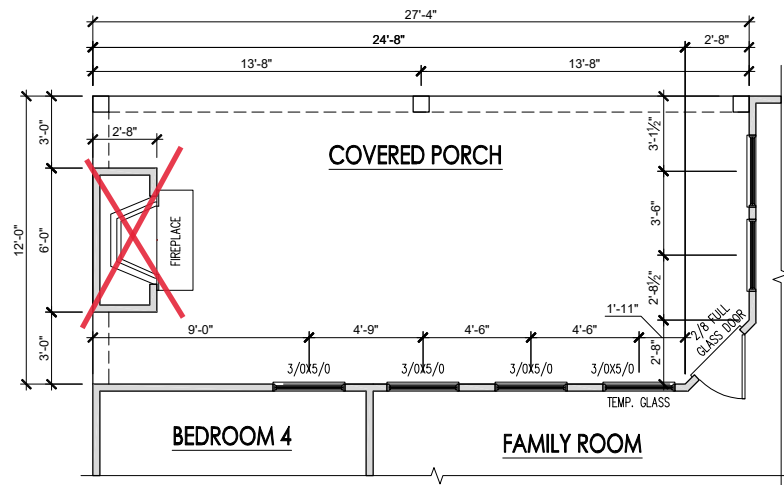 27'-4"
24'-8"
2'-8"
13'-8"
13'-8"
2'-8"
3'-0"
12'-0"
6'-0"
3'-0"
COVERED PORCH
FIREPLACE
3'-1½"
3'-6"
2'-8½"
1'-11"
2'-8"
2/8 FULL
GLASS DOOR
9'-0"
4'-9"
4'-6"
4'-6"
3/0X5/0
3/0X5/0
3/0X5/0
3/0X5/0
TEMP. GLASS
BEDROOM 4
FAMILY ROOM